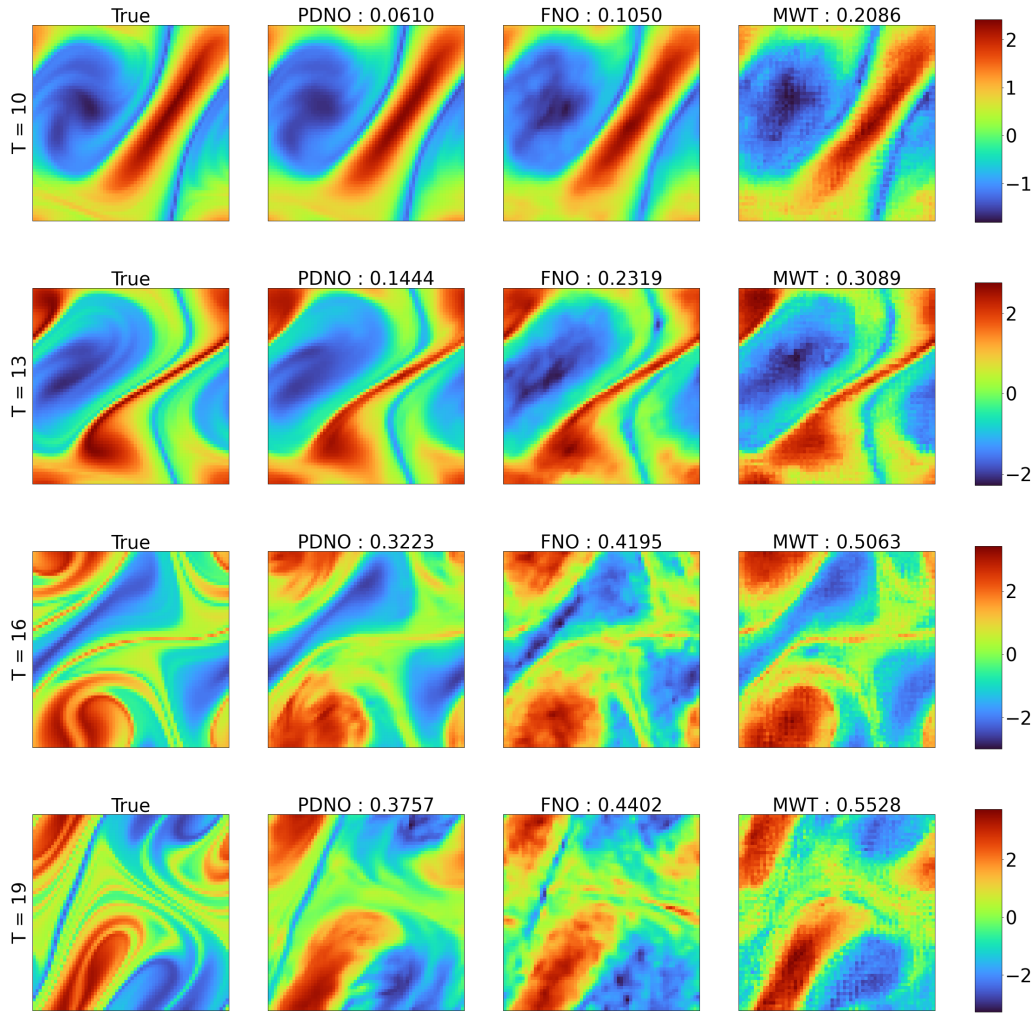 True PDNO : 0.0610 FNO : 0.1050 MWT : 0.2086
T = 10
2
1
0
−1
True PDNO : 0.1444 FNO : 0.2319 MWT : 0.3089
T = 13
2
0
−2
True PDNO : 0.3223 FNO : 0.4195 MWT : 0.5063
T = 16
2
0
−2
True PDNO : 0.3757 FNO : 0.4402 MWT : 0.5528
T = 19
2
0
−2